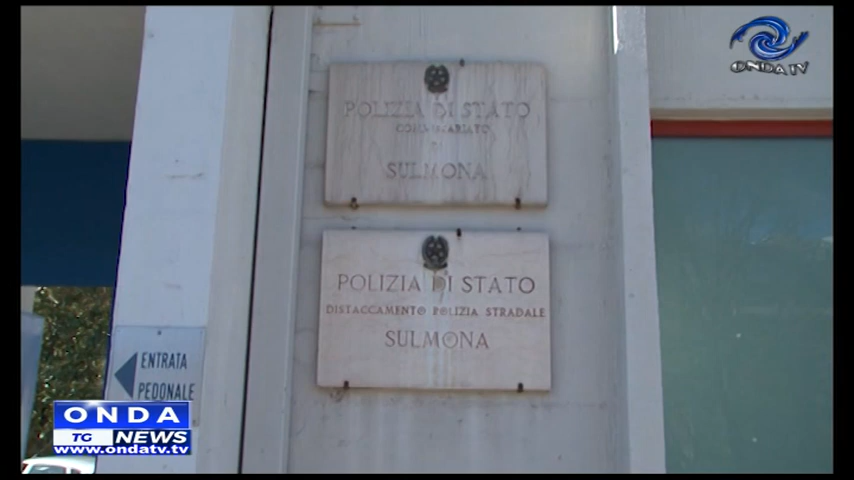 ONDA TV
POLIZIA DI STATO
COMMISSARIATO
DI
SULMONA
POLIZIA DI STATO
DISTACCAMENTO POLIZIA STRADALE
SULMONA
ENTRATA
PEDONALE
ONDA
TG NEWS
www.ondatv.tv